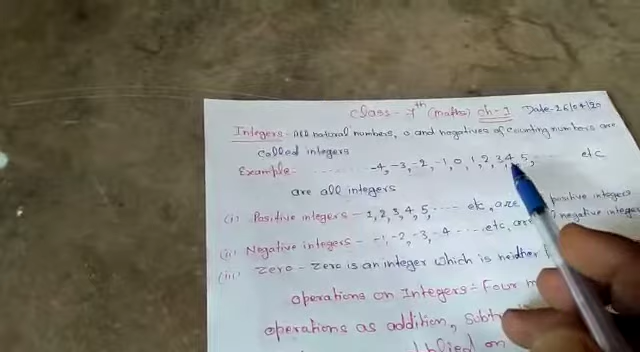 Class - 7th (maths) ch-1 Date- 26/04/20
Integers - All natural numbers, 0 and negatives of counting numbers are
called integers
Example - ........ -4, -3, -2, -1, 0, 1, 2, 3, 4, 5, .... etc
are all integers
(i) Positive integers - 1, 2, 3, 4, 5, .... etc, are positive integers
(ii) Negative integers - -1, -2, -3, -4 .... etc, are negative integers
(iii) Zero - Zero is an integer which is neither
operations on Integers = Four
operations as addition,
on